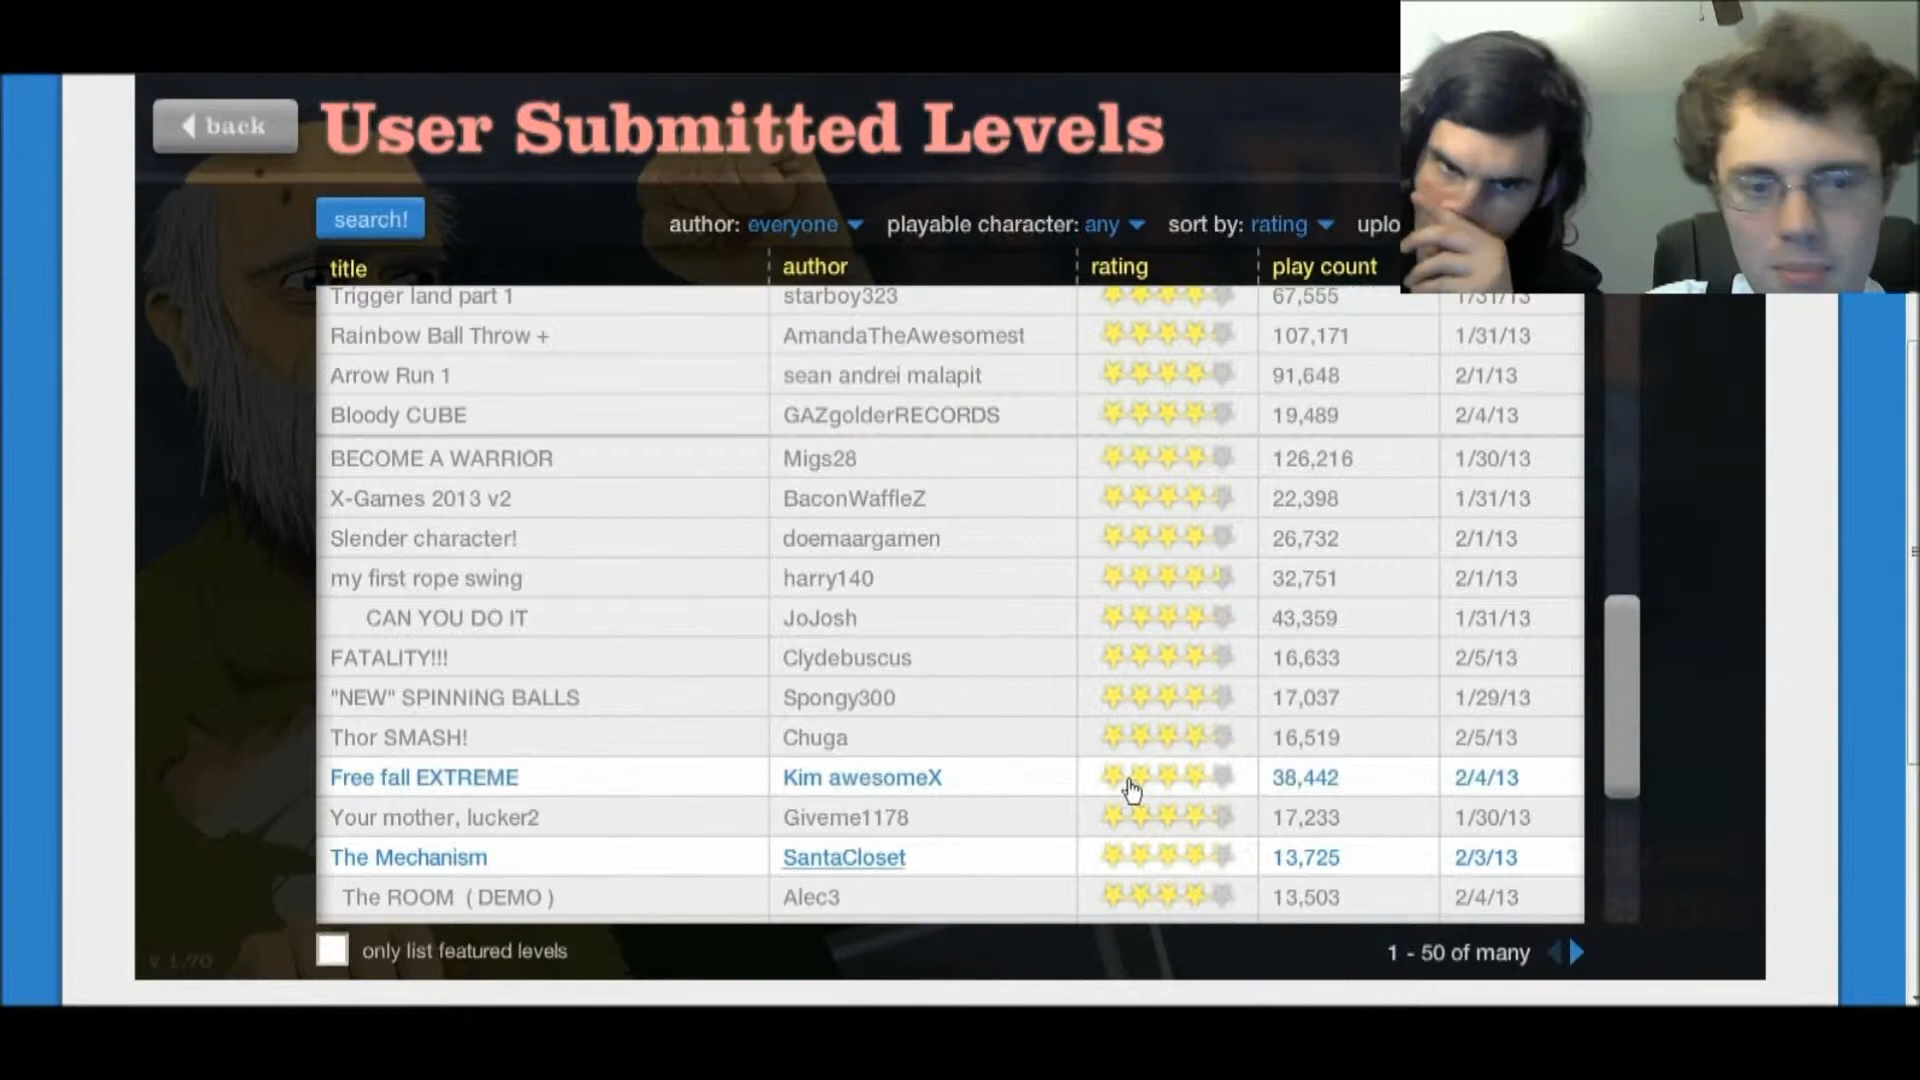 back
User Submitted Levels
search!
author: everyone playable character: any sort by: rating uplo
title author rating play count
Trigger land part 1 starboy323 67,555 1/31/13
Rainbow Ball Throw + AmandaTheAwesomest 107,171 1/31/13
Arrow Run 1 sean andrei malapit 91,648 2/1/13
Bloody CUBE GAZgolderRECORDS 19,489 2/4/13
BECOME A WARRIOR Migs28 126,216 1/30/13
X-Games 2013 v2 BaconWaffleZ 22,398 1/31/13
Slender character! doemaargamen 26,732 2/1/13
my first rope swing harry140 32,751 2/1/13
CAN YOU DO IT JoJosh 43,359 1/31/13
FATALITY!!! Clydebuscus 16,633 2/5/13
"NEW" SPINNING BALLS Spongy300 17,037 1/29/13
Thor SMASH! Chuga 16,519 2/5/13
Free fall EXTREME Kim awesomeX 38,442 2/4/13
Your mother, lucker2 Giveme1178 17,233 1/30/13
The Mechanism SantaCloset 13,725 2/3/13
The ROOM ( DEMO ) Alec3 13,503 2/4/13
only list featured levels 1 - 50 of many
v 1.70